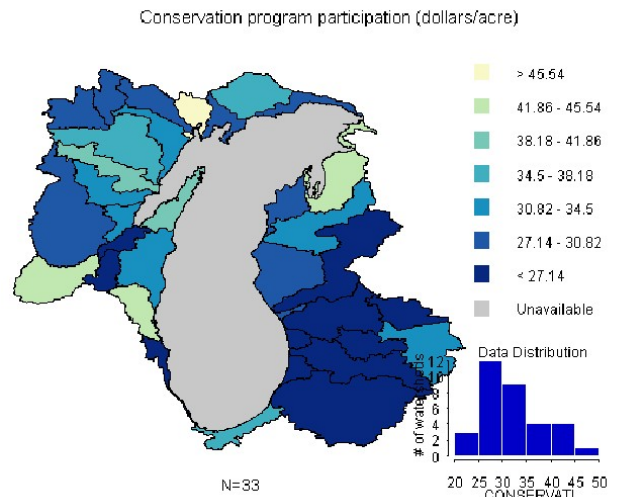 Conservation program participation (dollars/acre)
> 45.54
41.86 - 45.54
38.18 - 41.86
34.5 - 38.18
30.82 - 34.5
27.14 - 30.82
< 27.14
Unavailable
Data Distribution
# of watersheds
12
8
6
4
2
0
20 25 30 35 40 45 50
CONSERVATI
N=33